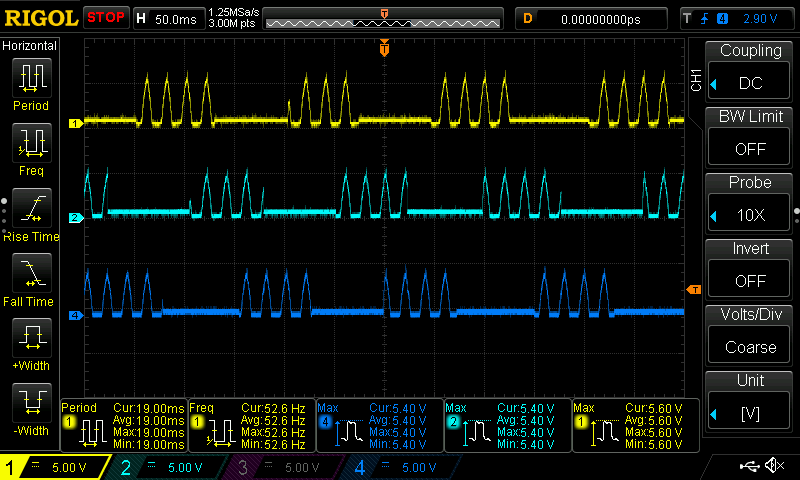 RIGOL STOP H 50.0ms 1.25MSa/s
3.00M pts
T
D 0.00000000ps T 4 2.90 V
Horizontal
Period
Freq
Rise Time
Fall Time
+Width
-Width
T
1
2
4
T
CH1
Coupling
DC
BW Limit
OFF
Probe
10X
Invert
OFF
Volts/Div
Coarse
Unit
[V]
Period
1
Cur:19.00ms
Avg:19.00ms
Max:19.00ms
Min:19.00ms
Freq
1
Cur:52.6 Hz
Avg:52.6 Hz
Max:52.6 Hz
Min:52.6 Hz
Max
4
Cur:5.40 V
Avg:5.40 V
Max:5.40 V
Min:5.40 V
Max
2
Cur:5.40 V
Avg:5.40 V
Max:5.40 V
Min:5.40 V
Max
1
Cur:5.60 V
Avg:5.60 V
Max:5.60 V
Min:5.60 V
1 5.00 V 2 5.00 V 3 5.00 V 4 5.00 V